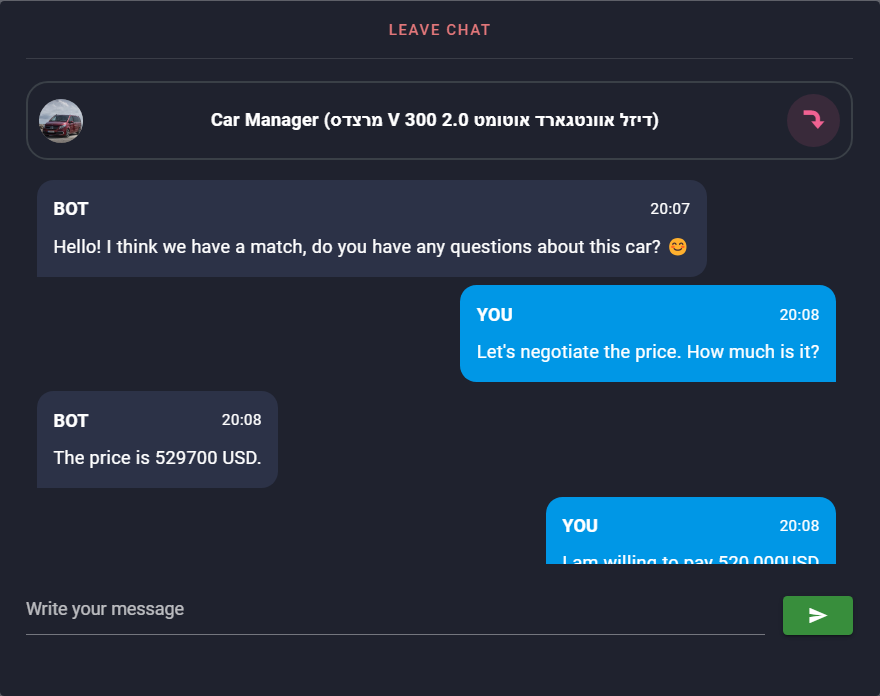 LEAVE CHAT
Car Manager (מרצדס V 300 2.0 דיזל אוונטגארד אוטומט)
BOT 20:07
Hello! I think we have a match, do you have any questions about this car? 😊
YOU 20:08
Let's negotiate the price. How much is it?
BOT 20:08
The price is 529700 USD.
YOU 20:08
I am willing to pay 520.000USD
Write your message